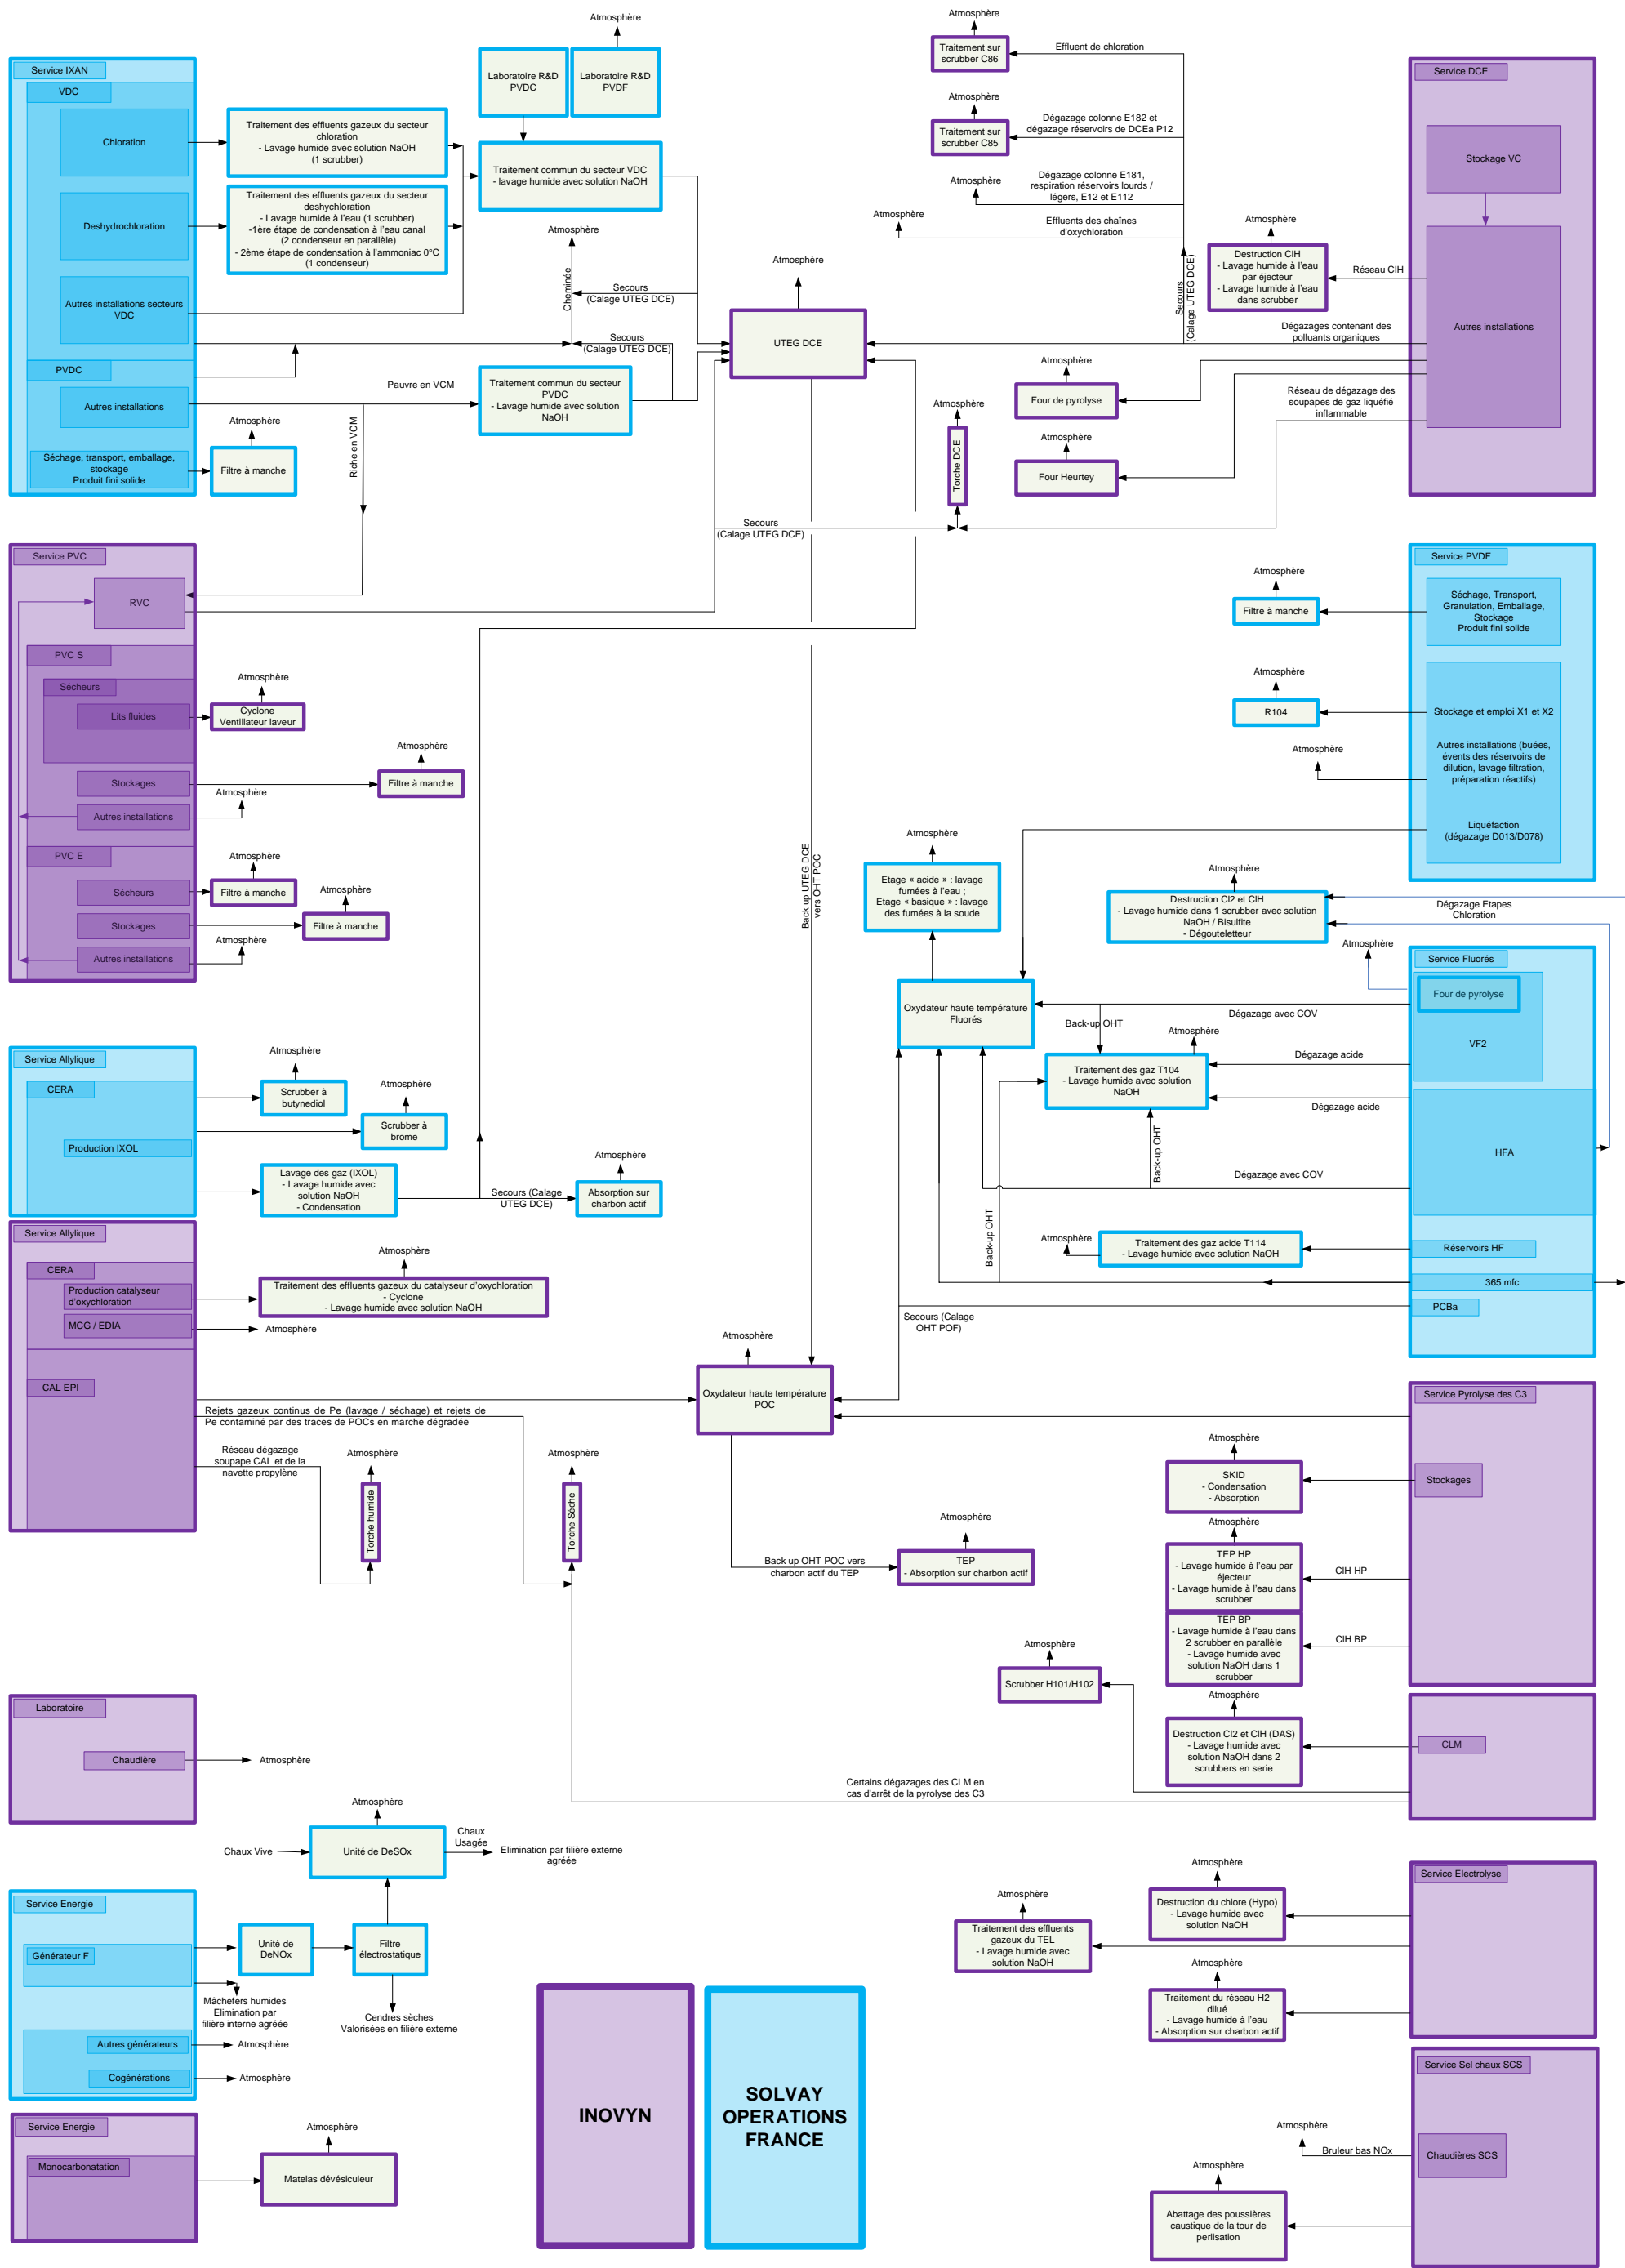 Service IXAN
VDC
Chloration
Deshydrochloration
Autres installations secteurs
VDC
PVDC
Autres installations
Séchage, transport, emballage,
stockage
Produit fini solide
Traitement des effluents gazeux du secteur
chloration
- Lavage humide avec solution NaOH
(1 scrubber)
Traitement des effluents gazeux du secteur
deshychloration
- Lavage humide à l'eau (1 scrubber)
-1ère étape de condensation à l'eau canal
(2 condenseur en parallèle)
- 2ème étape de condensation à l'ammoniac 0°C
(1 condenseur)
Atmosphère
Filtre à manche
Laboratoire R&D
PVDC
Atmosphère
Laboratoire R&D
PVDF
Traitement commun du secteur VDC
- lavage humide avec solution NaOH
Atmosphère
Cheminée
Secours
(Calage UTEG DCE)
Secours
(Calage UTEG DCE)
Pauvre en VCM
Riche en VCM
Traitement commun du secteur
PVDC
- Lavage humide avec solution
NaOH
Atmosphère
UTEG DCE
Secours
(Calage UTEG DCE)
Atmosphère
Traitement sur
scrubber C86
Effluent de chloration
Atmosphère
Traitement sur
scrubber C85
Dégazage colonne E182 et
dégazage réservoirs de DCEa P12
Atmosphère
Dégazage colonne E181,
respiration réservoirs lourds /
légers, E12 et E112
Atmosphère
Effluents des chaînes
d'oxychloration
Secours
(Calage UTEG DCE)
Atmosphère
Destruction ClH
- Lavage humide à l'eau
par éjecteur
- Lavage humide à l'eau
dans scrubber
Réseau ClH
Dégazages contenant des
polluants organiques
Atmosphère
Four de pyrolyse
Atmosphère
Four Heurtey
Atmosphère
Torche DCE
Réseau de dégazage des
soupapes de gaz liquéfié
inflammable
Service DCE
Stockage VC
Autres installations
Service PVC
RVC
PVC S
Sécheurs
Lits fluides
Stockages
Autres installations
PVC E
Sécheurs
Stockages
Autres installations
Atmosphère
Cyclone
Ventillateur laveur
Atmosphère
Filtre à manche
Atmosphère
Atmosphère
Filtre à manche
Atmosphère
Filtre à manche
Atmosphère
Back up UTEG DCE
vers OHT POC
Service PVDF
Séchage, Transport,
Granulation, Emballage,
Stockage
Produit fini solide
Stockage et emploi X1 et X2
Autres installations (buées,
évents des réservoirs de
dilution, lavage filtration,
préparation réactifs)
Liquéfaction
(dégazage D013/D078)
Atmosphère
Filtre à manche
Atmosphère
R104
Atmosphère
Atmosphère
Etage « acide » : lavage
fumées à l'eau ;
Etage « basique » : lavage
des fumées à la soude
Atmosphère
Destruction Cl2 et ClH
- Lavage humide dans 1 scrubber avec solution
NaOH / Bisulfite
- Dégouteletteur
Dégazage Etapes
Chloration
Atmosphère
Service Fluorés
Four de pyrolyse
VF2
HFA
Réservoirs HF
365 mfc
PCBa
Oxydateur haute température
Fluorés
Dégazage avec COV
Back-up OHT
Atmosphère
Traitement des gaz T104
- Lavage humide avec solution
NaOH
Dégazage acide
Dégazage acide
Back-up OHT
Dégazage avec COV
Back-up OHT
Atmosphère
Traitement des gaz acide T114
- Lavage humide avec solution NaOH
Secours (Calage
OHT POF)
Service Allylique
CERA
Production IXOL
Atmosphère
Scrubber à
butynediol
Atmosphère
Scrubber à
brome
Lavage des gaz (IXOL)
- Lavage humide avec
solution NaOH
- Condensation
Secours (Calage
UTEG DCE)
Atmosphère
Absorption sur
charbon actif
Service Allylique
CERA
Production catalyseur
d'oxychloration
MCG / EDIA
CAL EPI
Atmosphère
Traitement des effluents gazeux du catalyseur d'oxychloration
- Cyclone
- Lavage humide avec solution NaOH
Atmosphère
Rejets gazeux continus de Pe (lavage / séchage) et rejets de
Pe contaminé par des traces de POCs en marche dégradée
Réseau dégazage
soupape CAL et de la
navette propylène
Atmosphère
Torche humide
Atmosphère
Torche Séche
Atmosphère
Oxydateur haute température
POC
Back up OHT POC vers
charbon actif du TEP
Atmosphère
TEP
- Absorption sur charbon actif
Service Pyrolyse des C3
Stockages
Atmosphère
SKID
- Condensation
- Absorption
Atmosphère
TEP HP
- Lavage humide à l'eau par
éjecteur
- Lavage humide à l'eau dans
scrubber
ClH HP
TEP BP
- Lavage humide à l'eau dans
2 scrubber en parallèle
- Lavage humide avec
solution NaOH dans 1
scrubber
ClH BP
Atmosphère
Scrubber H101/H102
Atmosphère
Destruction Cl2 et ClH (DAS)
- Lavage humide avec
solution NaOH dans 2
scrubbers en serie
CLM
Certains dégazages des CLM en
cas d'arrêt de la pyrolyse des C3
Laboratoire
Chaudière
Atmosphère
Atmosphère
Chaux Vive
Unité de DeSOx
Chaux
Usagée
Elimination par filière externe
agréée
Service Energie
Générateur F
Autres générateurs
Cogénérations
Unité de
DeNOx
Filtre
électrostatique
Mâchefers humides
Elimination par
filière interne agréée
Cendres sèches
Valorisées en filière externe
Atmosphère
Atmosphère
Service Energie
Monocarbonatation
Atmosphère
Matelas dévésiculeur
INOVYN
SOLVAY
OPERATIONS
FRANCE
Service Electrolyse
Atmosphère
Destruction du chlore (Hypo)
- Lavage humide avec
solution NaOH
Atmosphère
Traitement des effluents
gazeux du TEL
- Lavage humide avec
solution NaOH
Atmosphère
Traitement du réseau H2
dilué
- Lavage humide à l'eau
- Absorption sur charbon actif
Service Sel chaux SCS
Chaudières SCS
Atmosphère
Bruleur bas NOx
Atmosphère
Abattage des poussières
caustique de la tour de
perlisation